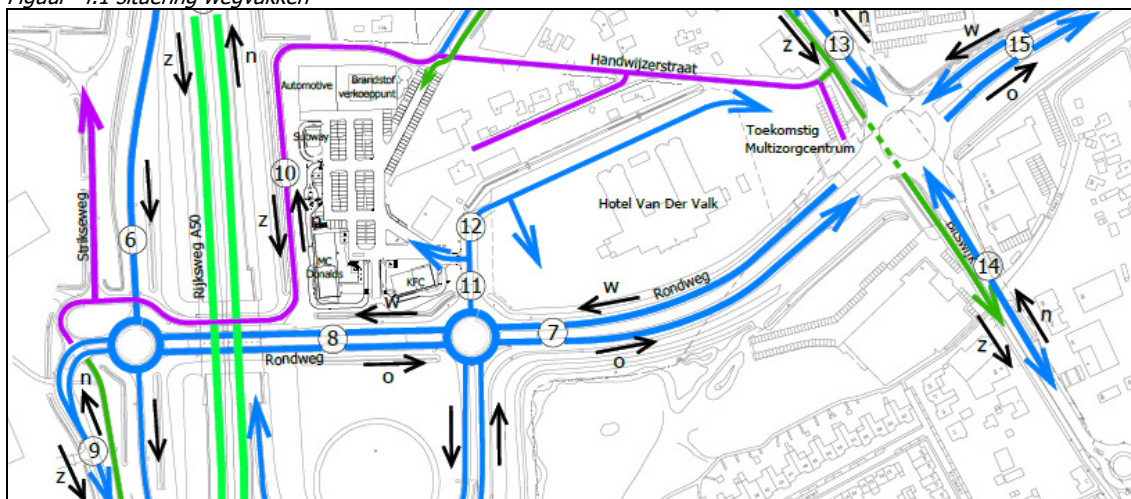 Figuur 4.1 Situering wegvakken
z
n
z
13
n
w
15
o
Handwijzerstraat
Automotive
Brandstof
verkooppunt
Subway
Toekomstig
Multizorgcentrum
10
z
n
Strikseweg
6
Rijksweg A50
Hotel Van Der Valk
12
MC
Donalds
KFC
11
w
w
Rondweg
14
n
z
8
7
Rondweg
o
o
n
9
z